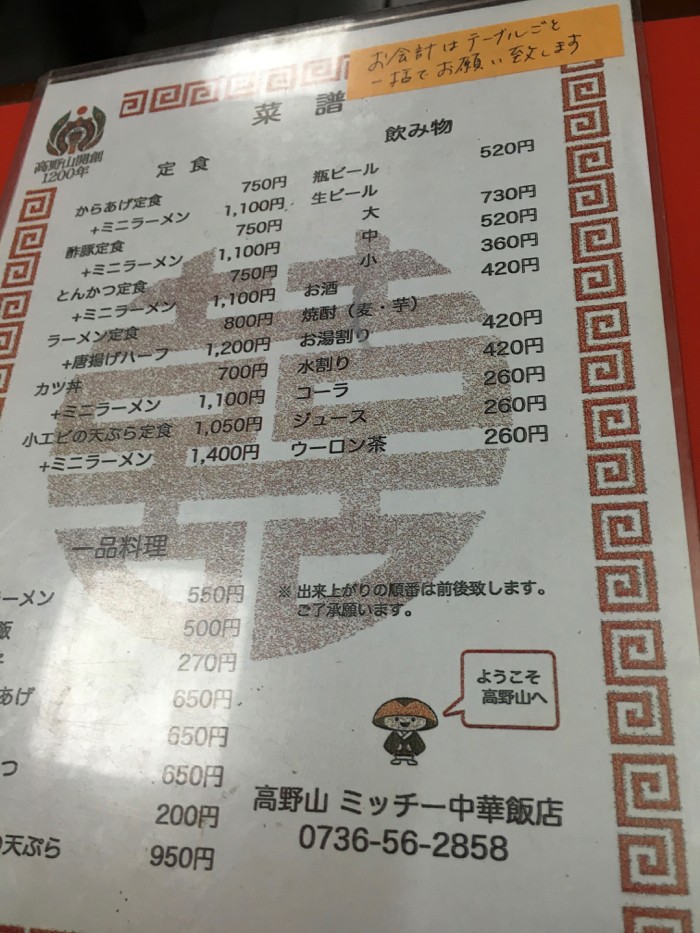 お会計はテーブルごと
一括でお願い致します
菜 譜
高野山開創
1200年
定 食
からあげ定食 750円
+ミニラーメン 1,100円
酢豚定食 750円
+ミニラーメン 1,100円
とんかつ定食 750円
+ミニラーメン 1,100円
ラーメン定食 800円
+唐揚げハーフ 1,200円
カツ丼 700円
+ミニラーメン 1,100円
小エビの天ぷら定食 1,050円
+ミニラーメン 1,400円
飲み物
瓶ビール 520円
生ビール
大 730円
中 520円
小 360円
お酒 420円
焼酎（麦・芋）
お湯割り 420円
水割り 420円
コーラ 260円
ジュース 260円
ウーロン茶 260円
一品料理
ーメン 550円
飯 500円
270円
あげ 650円
650円
つ 650円
200円
の天ぷら 950円
※ 出来上がりの順番は前後致します。
ご了承願います。
ようこそ
高野山へ
高野山 ミッチー中華飯店
0736-56-2858